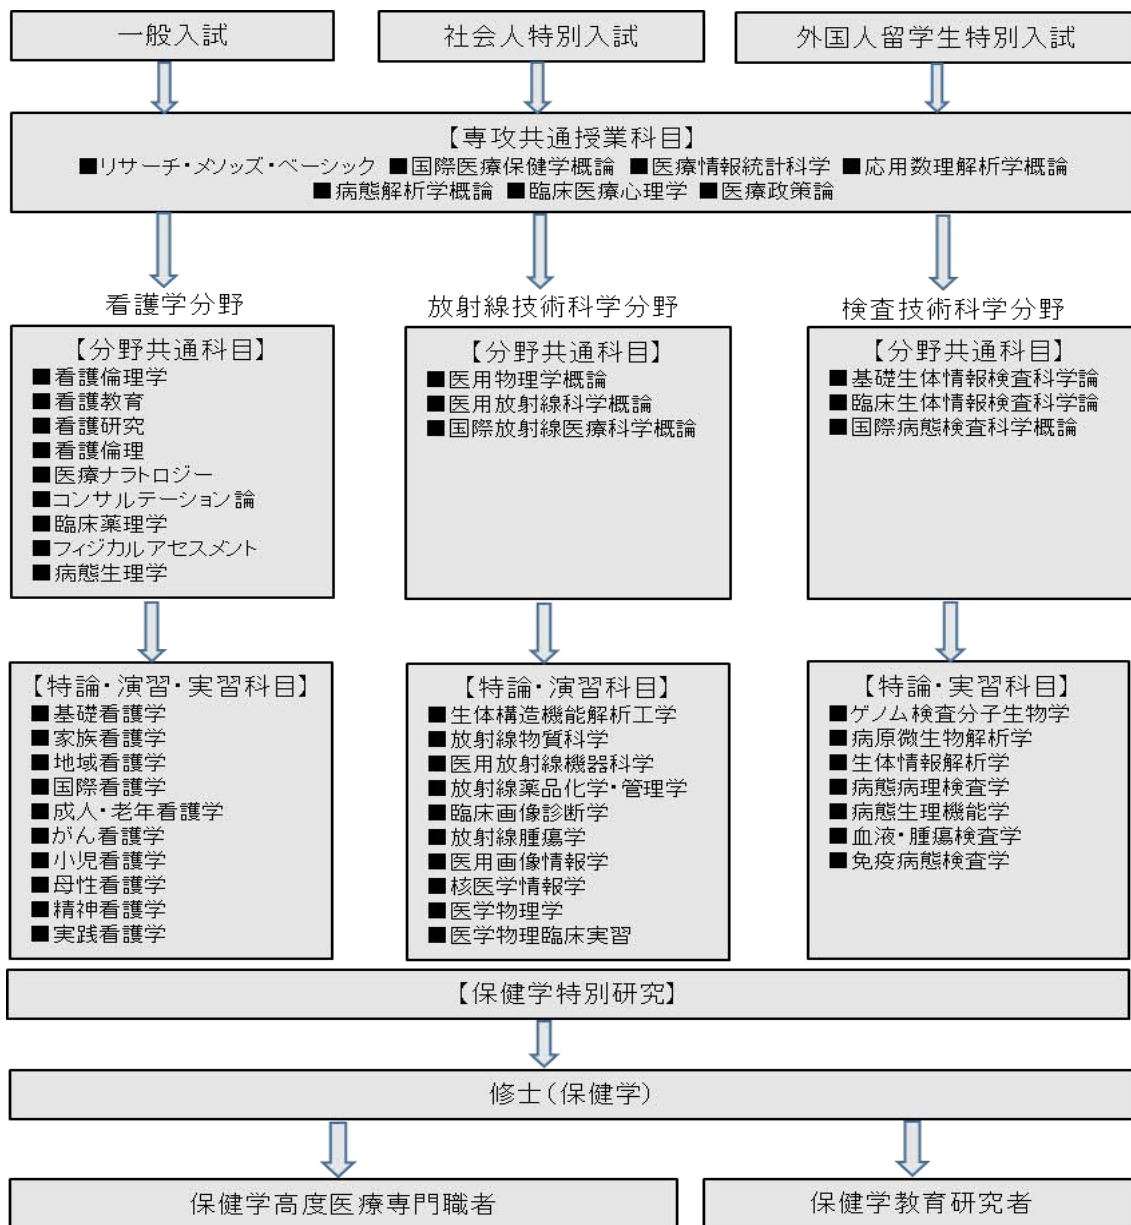 一般入試
社会人特別入試
外国人留学生特別入試
【専攻共通授業科目】
■リサーチ・メソッズ・ベーシック ■国際医療保健学概論 ■医療情報統計科学 ■応用数理解析学概論
■病態解析学概論 ■臨床医療心理学 ■医療政策論
看護学分野
【分野共通科目】
■看護倫理学
■看護教育
■看護研究
■看護倫理
■医療ナラトロジー
■コンサルテーション論
■臨床薬理学
■フィジカルアセスメント
■病態生理学
【特論・演習・実習科目】
■基礎看護学
■家族看護学
■地域看護学
■国際看護学
■成人・老年看護学
■がん看護学
■小児看護学
■母性看護学
■精神看護学
■実践看護学
放射線技術科学分野
【分野共通科目】
■医用物理学概論
■医用放射線科学概論
■国際放射線医療科学概論
【特論・演習科目】
■生体構造機能解析工学
■放射線物質科学
■医用放射線機器科学
■放射線薬品化学・管理学
■臨床画像診断学
■放射線腫瘍学
■医用画像情報学
■核医学情報学
■医学物理学
■医学物理臨床実習
検査技術科学分野
【分野共通科目】
■基礎生体情報検査科学論
■臨床生体情報検査科学論
■国際病態検査科学概論
【特論・実習科目】
■ゲノム検査分子生物学
■病原微生物解析学
■生体情報解析学
■病態病理検査学
■病態生理機能学
■血液・腫瘍検査学
■免疫病態検査学
【保健学特別研究】
修士(保健学)
保健学高度医療専門職者
保健学教育研究者